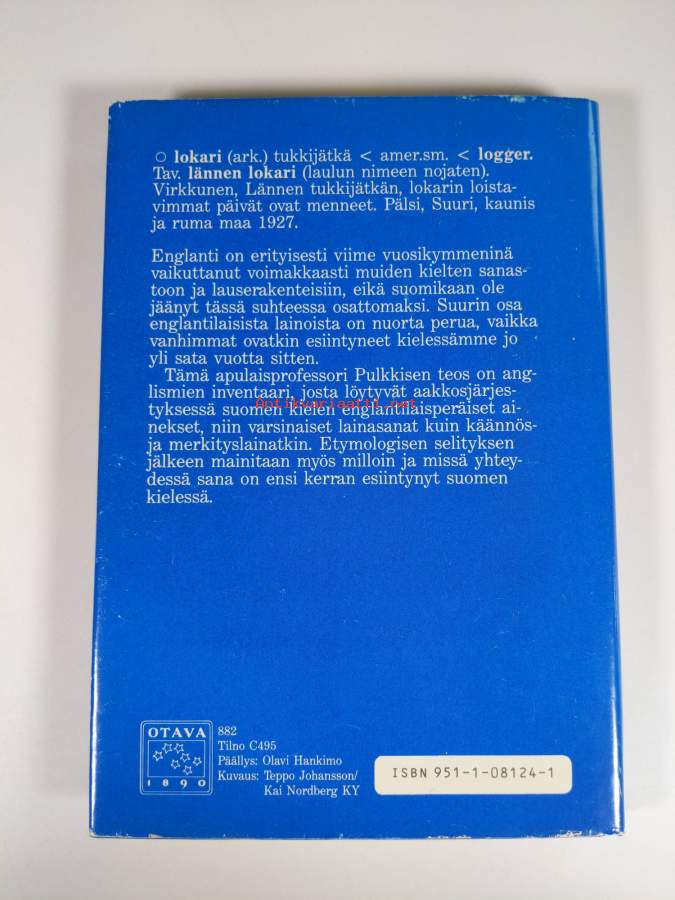 ○ lokari (ark.) tukkijätkä < amer.sm. < logger.
Tav. lännen lokari (laulun nimeen nojaten).
Virkkunen, Lännen tukkijätkän, lokarin loista-
vimmat päivät ovat menneet. Pälsi, Suuri, kaunis
ja ruma maa 1927.
Englanti on erityisesti viime vuosikymmeninä
vaikuttanut voimakkaasti muiden kielten sanas-
toon ja lauserakenteisiin, eikä suomikaan ole
jäänyt tässä suhteessa osattomaksi. Suurin osa
englantilaisista lainoista on nuorta perua, vaikka
vanhimmat ovatkin esiintyneet kielessämme jo
yli sata vuotta sitten.
Tämä apulaisprofessori Pulkkisen teos on ang-
lismien inventaari, josta löytyvät aakkosjärjes-
tyksessä suomen kielen englantilaisperäiset ai-
Antikvariaatti.net
nekset, niin varsinaiset lainasanat kuin käännös-
ja merkityslainatkin. Etymologisen selityksen
jälkeen mainitaan myös milloin ja missä yhtey-
dessä sana on ensi kerran esiintynyt suomen
kielessä.
OTAVA
1890
882
Tilno C495
Päällys: Olavi Hankimo
Kuvaus: Teppo Johansson/
Kai Nordberg KY
ISBN 951-1-08124-1